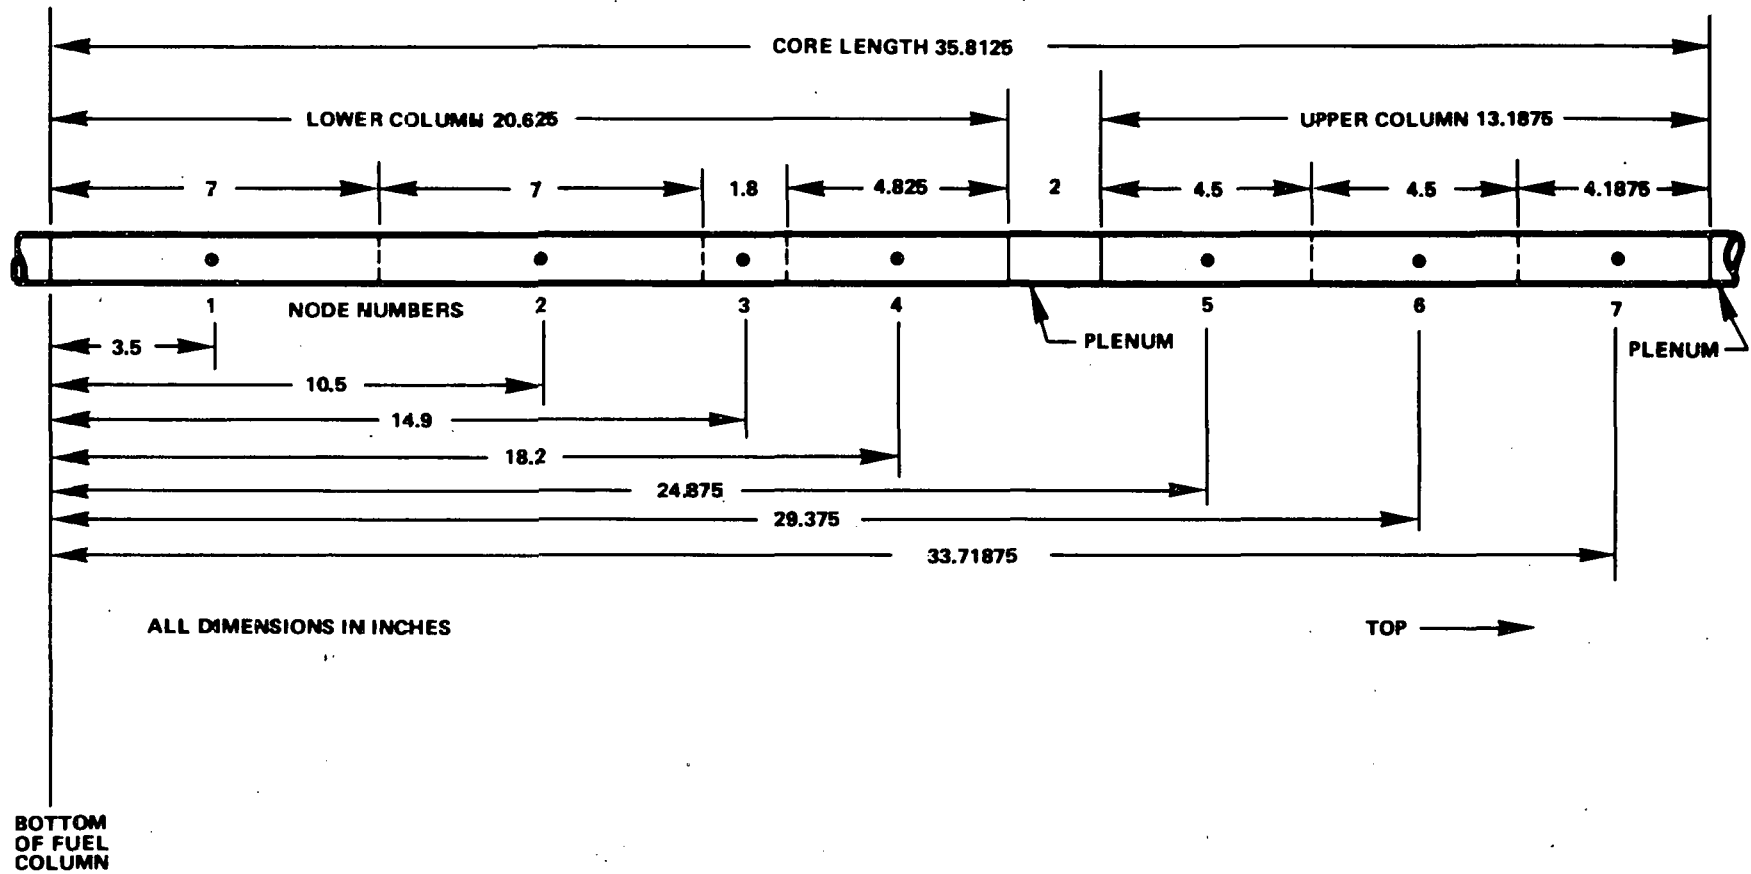 CORE LENGTH 35.8125
LOWER COLUMN 20.625
UPPER COLUMN 13.1875
7
7
1.8
4.825
2
4.5
4.5
4.1875
1
NODE NUMBERS
2
3
4
5
6
7
PLENUM
PLENUM
3.5
10.5
14.9
18.2
24.875
29.375
33.71875
ALL DIMENSIONS IN INCHES
TOP
BOTTOM
OF FUEL
COLUMN